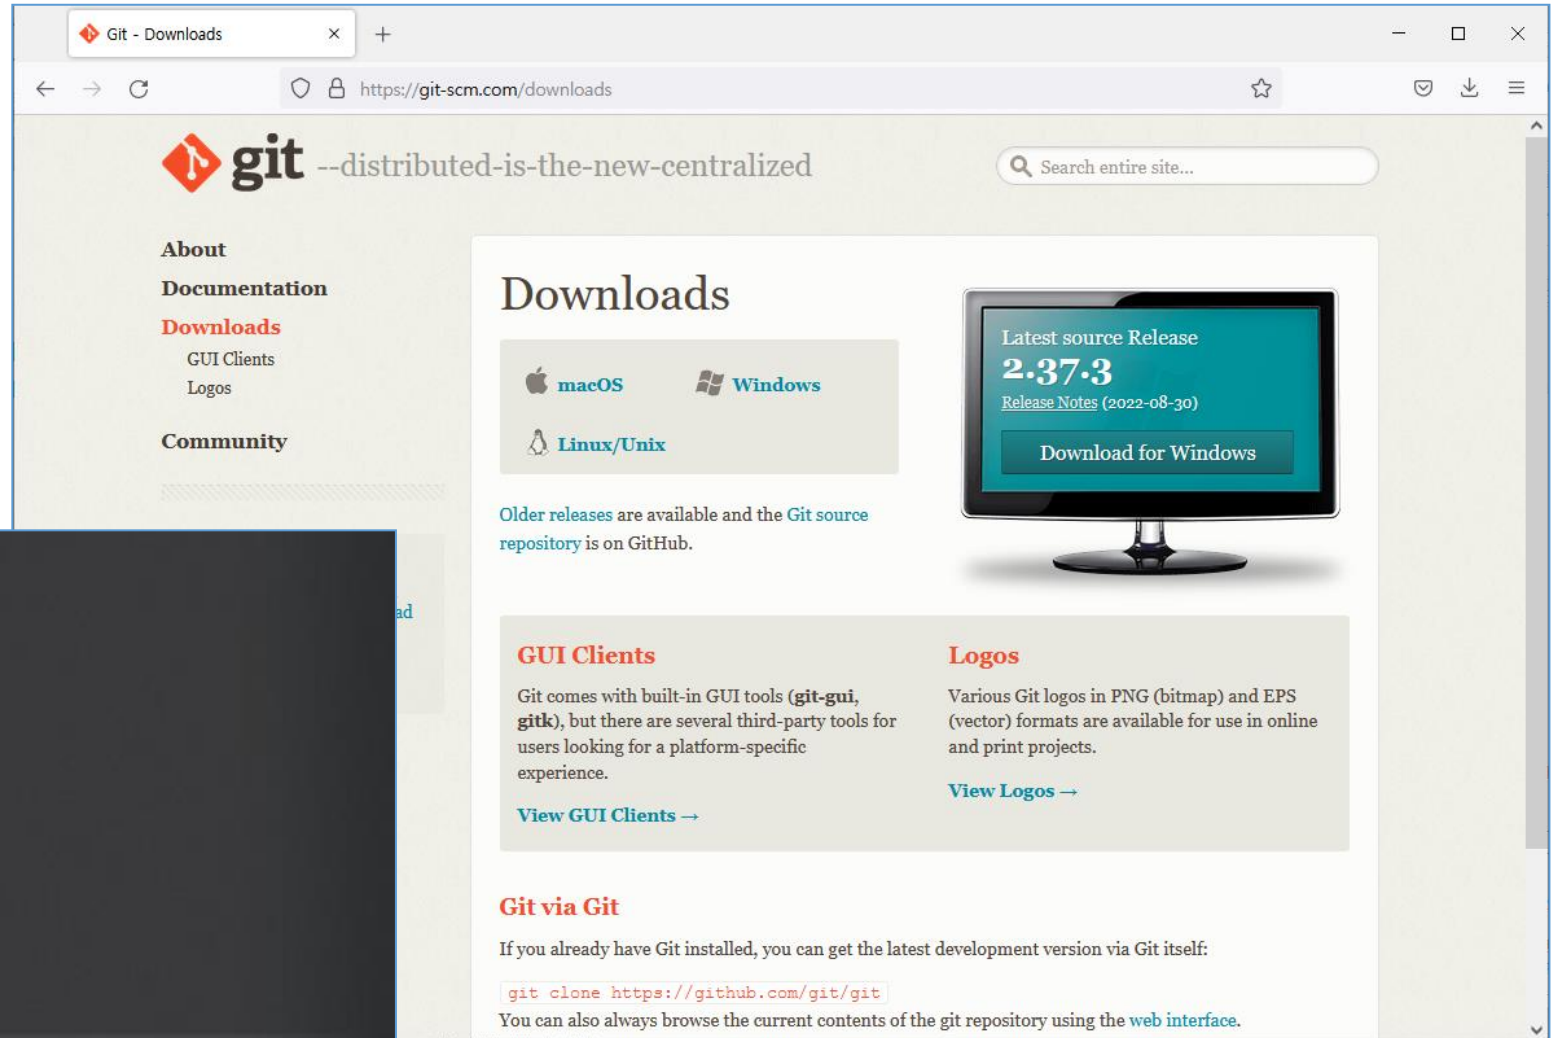 Git - Downloads
https://git-scm.com/downloads
git --distributed-is-the-new-centralized
Search entire site...
About
Documentation
Downloads
GUI Clients
Logos
Community
Downloads
macOS
Windows
Linux/Unix
Older releases are available and the Git source
repository is on GitHub.
Latest source Release
2.37.3
Release Notes (2022-08-30)
Download for Windows
GUI Clients
Git comes with built-in GUI tools (git-gui,
gitk), but there are several third-party tools for
users looking for a platform-specific
experience.
View GUI Clients →
Logos
Various Git logos in PNG (bitmap) and EPS
(vector) formats are available for use in online
and print projects.
View Logos →
Git via Git
If you already have Git installed, you can get the latest development version via Git itself:
git clone https://github.com/git/git
You can also always browse the current contents of the git repository using the web interface.